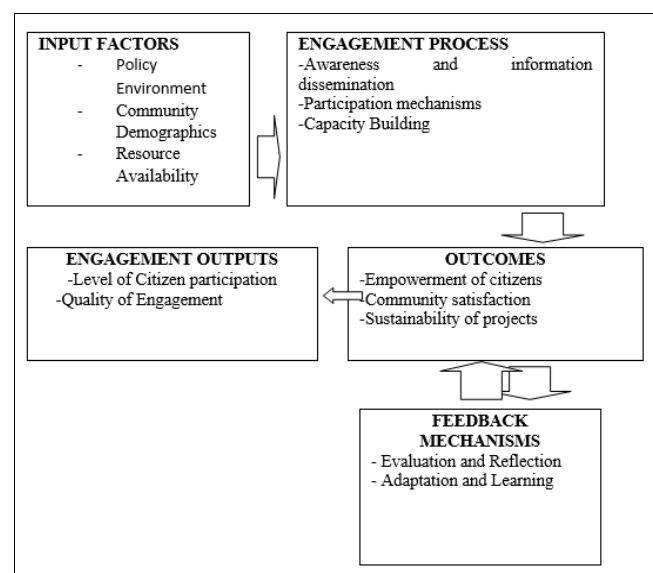 INPUT FACTORS
- Policy
Environment
- Community
Demographics
- Resource
Availability
ENGAGEMENT PROCESS
-Awareness and information
dissemination
-Participation mechanisms
-Capacity Building
ENGAGEMENT OUTPUTS
-Level of Citizen participation
-Quality of Engagement
OUTCOMES
-Empowerment of citizens
-Community satisfaction
-Sustainability of projects
FEEDBACK
MECHANISMS
- Evaluation and Reflection
- Adaptation and Learning